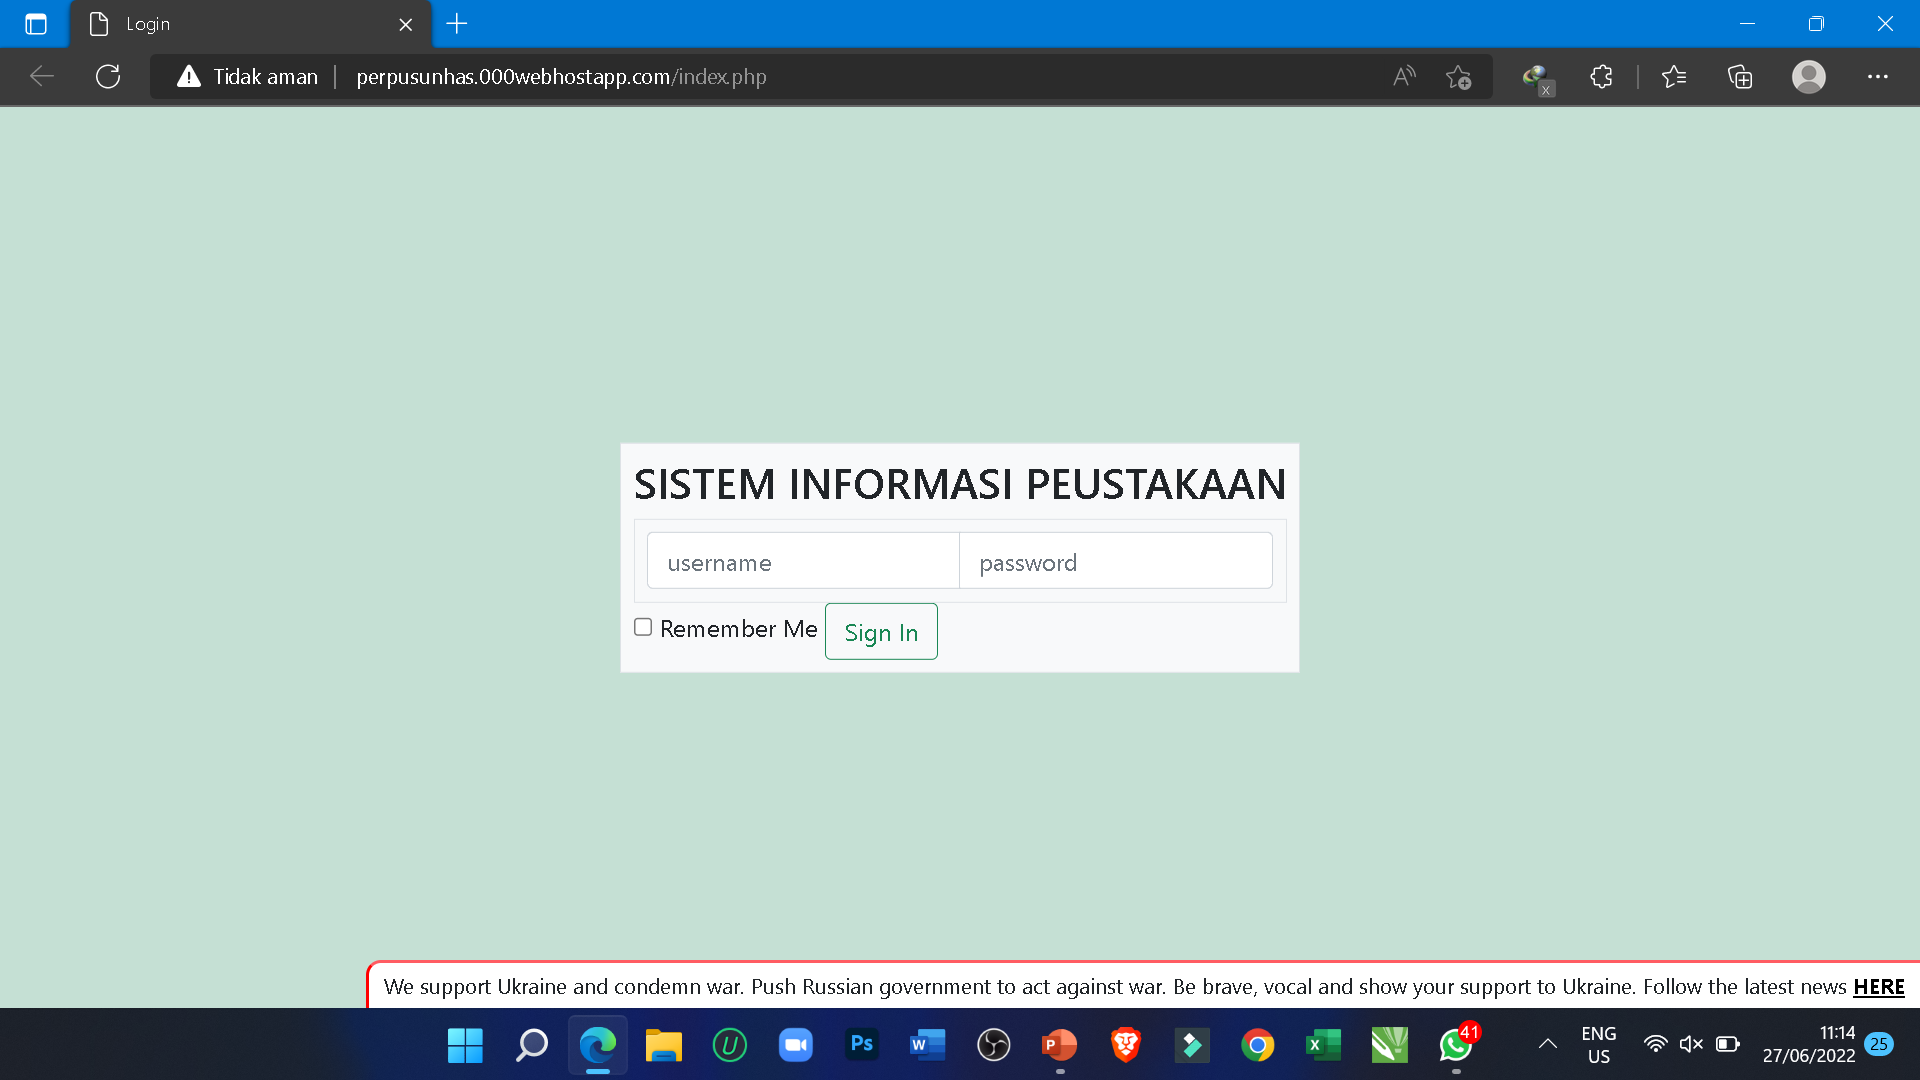 Login
Tidak aman
perpusunhas.000webhostapp.com/index.php
SISTEM INFORMASI PEUSTAKAAN
username
password
Remember Me
Sign In
We support Ukraine and condemn war. Push Russian government to act against war. Be brave, vocal and show your support to Ukraine. Follow the latest news HERE
Ps
W
P
X
41
ENG
US
11:14
27/06/2022
25